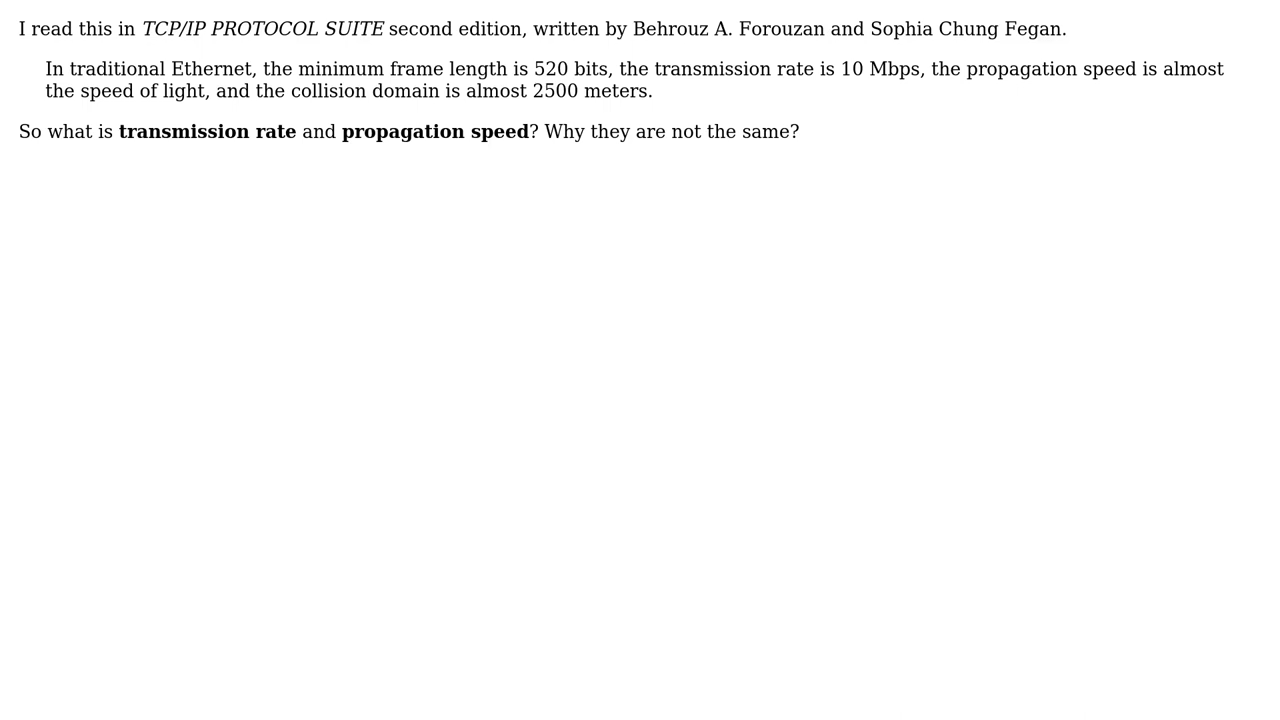 I read this in TCP/IP PROTOCOL SUITE second edition, written by Behrouz A. Forouzan and Sophia Chung Fegan.
In traditional Ethernet, the minimum frame length is 520 bits, the transmission rate is 10 Mbps, the propagation speed is almost
the speed of light, and the collision domain is almost 2500 meters.
So what is transmission rate and propagation speed? Why they are not the same?